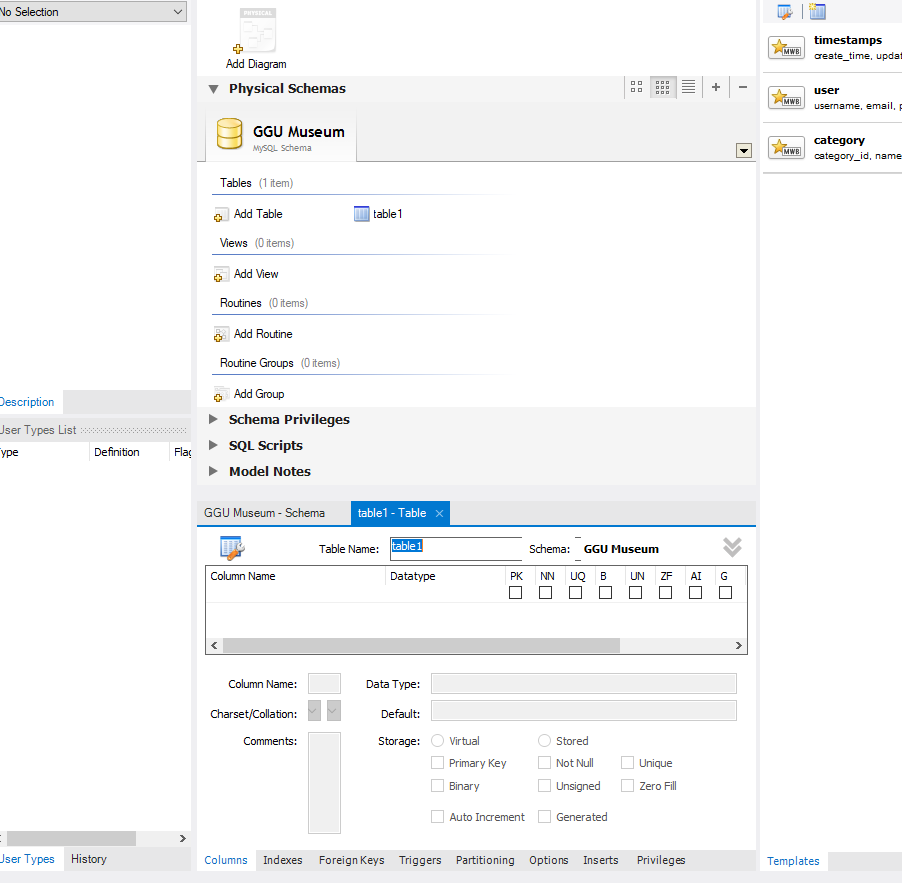 No Selection
Description
User Types List
Type Definition Flag
User Types History
PHYSICAL
Add Diagram
Physical Schemas
GGU Museum
MySQL Schema
Tables (1 item)
Add Table table1
Views (0 items)
Add View
Routines (0 items)
Add Routine
Routine Groups (0 items)
Add Group
Schema Privileges
SQL Scripts
Model Notes
GGU Museum - Schema table1 - Table
Table Name: table1 Schema: GGU Museum
Column Name Datatype PK NN UQ B UN ZF AI G
Column Name: Data Type:
Charset/Collation: Default:
Comments: Storage: Virtual Stored
Primary Key Not Null Unique
Binary Unsigned Zero Fill
Auto Increment Generated
Columns Indexes Foreign Keys Triggers Partitioning Options Inserts Privileges
MWB timestamps
create_time, updat
MWB user
username, email, p
MWB category
category_id, name
Templates